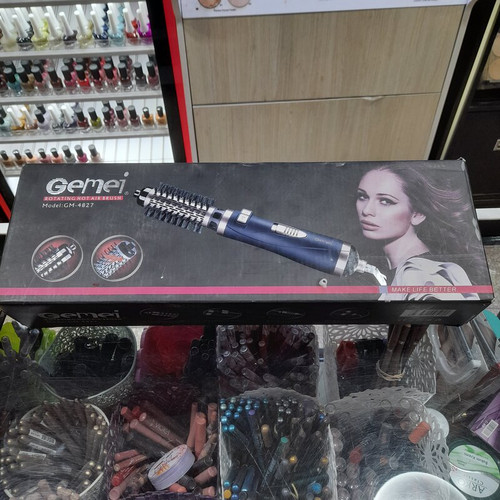 Gemei
ROTATING HOT AIR BRUSH
Model:GM-4827
MAKE LIFE BETTER
Gemei